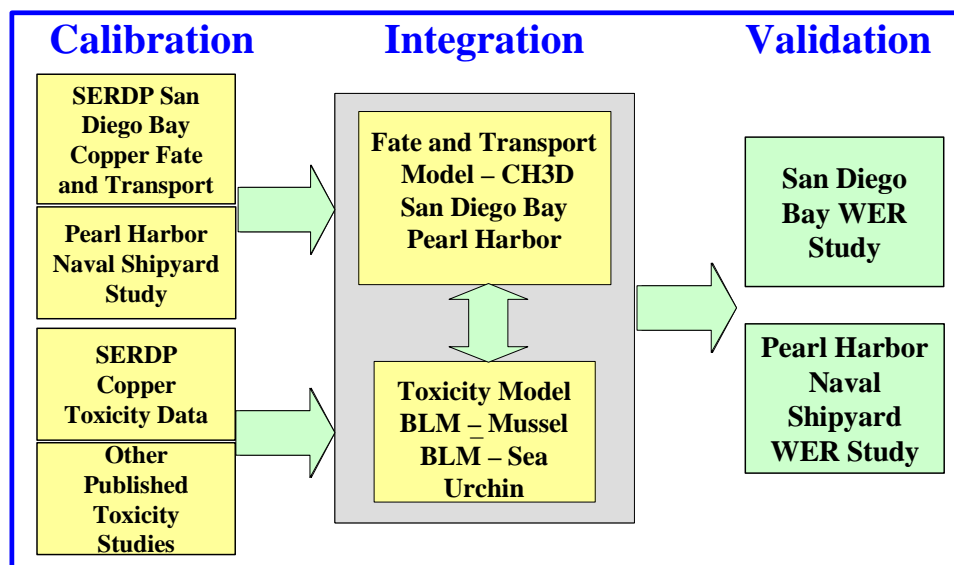 Calibration
Integration
Validation
SERDP San
Diego Bay
Copper Fate
and Transport
Pearl Harbor
Naval Shipyard
Study
SERDP
Copper
Toxicity Data
Other
Published
Toxicity
Studies
Fate and Transport
Model – CH3D
San Diego Bay
Pearl Harbor
Toxicity Model
BLM – Mussel
BLM – Sea
Urchin
San Diego
Bay WER
Study
Pearl Harbor
Naval
Shipyard
WER Study